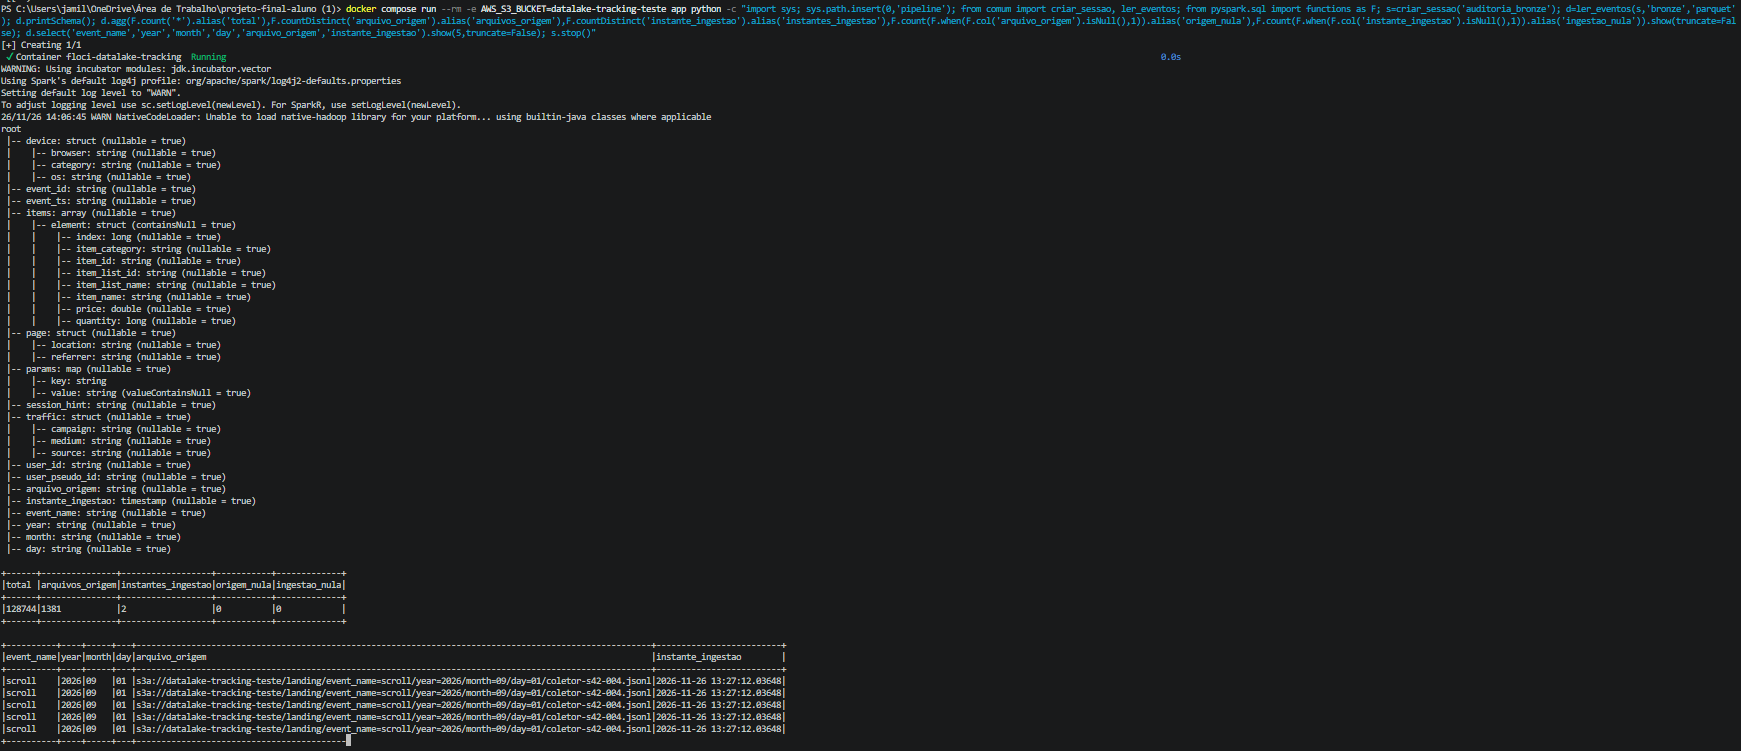 PS C:\Users\jamil\OneDrive\Área de Trabalho\projeto-final-aluno (1)> docker compose run --rm -e AWS_S3_BUCKET=datalake-tracking-teste app python -c "import sys; sys.path.insert(0,'pipeline'); from comum import criar_sessao, ler_eventos; from pyspark.sql import functions as F; s=criar_sessao('auditoria_bronze'); d=ler_eventos(s,'bronze','parquet'
); d.printSchema(); d.agg(F.count('*').alias('total'),F.countDistinct('arquivo_origem').alias('arquivos_origem'),F.countDistinct('instante_ingestao').alias('instantes_ingestao'),F.count(F.when(F.col('arquivo_origem').isNull(),1)).alias('origem_nula'),F.count(F.when(F.col('instante_ingestao').isNull(),1)).alias('ingestao_nula')).show(truncate=Fal
se); d.select('event_name','year','month','day','arquivo_origem','instante_ingestao').show(5,truncate=False); s.stop()"
[+] Creating 1/1
✓Container floci-datalake-tracking  Running 0.0s
WARNING: Using incubator modules: jdk.incubator.vector
Using Spark's default log4j profile: org/apache/spark/log4j2-defaults.properties
Setting default log level to "WARN".
To adjust logging level use sc.setLogLevel(newLevel). For SparkR, use setLogLevel(newLevel).
26/11/26 14:06:45 WARN NativeCodeLoader: Unable to load native-hadoop library for your platform... using builtin-java classes where applicable
root
 |-- device: struct (nullable = true)
 |    |-- browser: string (nullable = true)
 |    |-- category: string (nullable = true)
 |    |-- os: string (nullable = true)
 |-- event_id: string (nullable = true)
 |-- event_ts: string (nullable = true)
 |-- items: array (nullable = true)
 |    |-- element: struct (containsNull = true)
 |    |    |-- index: long (nullable = true)
 |    |    |-- item_category: string (nullable = true)
 |    |    |-- item_id: string (nullable = true)
 |    |    |-- item_list_id: string (nullable = true)
 |    |    |-- item_list_name: string (nullable = true)
 |    |    |-- item_name: string (nullable = true)
 |    |    |-- price: double (nullable = true)
 |    |    |-- quantity: long (nullable = true)
 |-- page: struct (nullable = true)
 |    |-- location: string (nullable = true)
 |    |-- referrer: string (nullable = true)
 |-- params: map (nullable = true)
 |    |-- key: string
 |    |-- value: string (valueContainsNull = true)
 |-- session_hint: string (nullable = true)
 |-- traffic: struct (nullable = true)
 |    |-- campaign: string (nullable = true)
 |    |-- medium: string (nullable = true)
 |    |-- source: string (nullable = true)
 |-- user_id: string (nullable = true)
 |-- user_pseudo_id: string (nullable = true)
 |-- arquivo_origem: string (nullable = true)
 |-- instante_ingestao: timestamp (nullable = true)
 |-- event_name: string (nullable = true)
 |-- year: string (nullable = true)
 |-- month: string (nullable = true)
 |-- day: string (nullable = true)
+------+---------------+------------------+-----------+-------------+
|total |arquivos_origem|instantes_ingestao|origem_nula|ingestao_nula|
+------+---------------+------------------+-----------+-------------+
|128744|1381           |2                 |0          |0            |
+------+---------------+------------------+-----------+-------------+
+----------+----+-----+---+--------------------------------------------------------------------------------------------------+-------------------------+
|event_name|year|month|day|arquivo_origem                                                                                    |instante_ingestao        |
+----------+----+-----+---+--------------------------------------------------------------------------------------------------+-------------------------+
|scroll    |2026|09   |01 |s3a://datalake-tracking-teste/landing/event_name=scroll/year=2026/month=09/day=01/coletor-s42-004.jsonl|2026-11-26 13:27:12.03648|
|scroll    |2026|09   |01 |s3a://datalake-tracking-teste/landing/event_name=scroll/year=2026/month=09/day=01/coletor-s42-004.jsonl|2026-11-26 13:27:12.03648|
|scroll    |2026|09   |01 |s3a://datalake-tracking-teste/landing/event_name=scroll/year=2026/month=09/day=01/coletor-s42-004.jsonl|2026-11-26 13:27:12.03648|
|scroll    |2026|09   |01 |s3a://datalake-tracking-teste/landing/event_name=scroll/year=2026/month=09/day=01/coletor-s42-004.jsonl|2026-11-26 13:27:12.03648|
|scroll    |2026|09   |01 |s3a://datalake-tracking-teste/landing/event_name=scroll/year=2026/month=09/day=01/coletor-s42-004.jsonl|2026-11-26 13:27:12.03648|
+----------+----+-----+---+-----------------------------------------